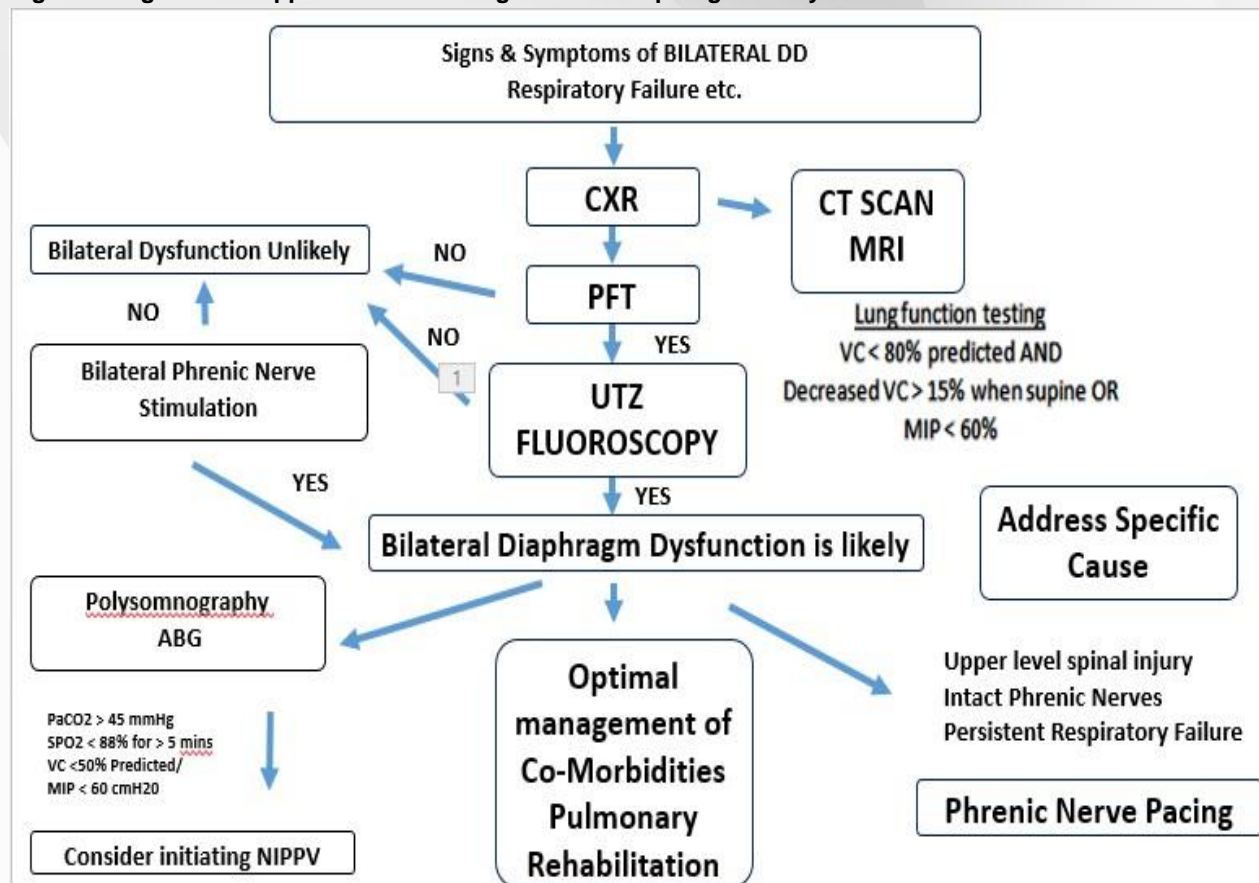 Signs & Symptoms of BILATERAL DD
Respiratory Failure etc.
CXR
CT SCAN
MRI
Bilateral Dysfunction Unlikely
NO
PFT
NO
NO
YES
Lung function testing
VC < 80% predicted AND
Decreased VC > 15% when supine OR
MIP < 60%
Bilateral Phrenic Nerve
Stimulation
1
UTZ
FLUOROSCOPY
YES
YES
Bilateral Diaphragm Dysfunction is likely
Address Specific
Cause
Polysomnography
ABG
Optimal
management of
Co-Morbidities
Pulmonary
Rehabilitation
Upper level spinal injury
Intact Phrenic Nerves
Persistent Respiratory Failure
PaCO2 > 45 mmHg
SPO2 < 88% for > 5 mins
VC <50% Predicted/
MIP < 60 cmH20
Phrenic Nerve Pacing
Consider initiating NIPPV